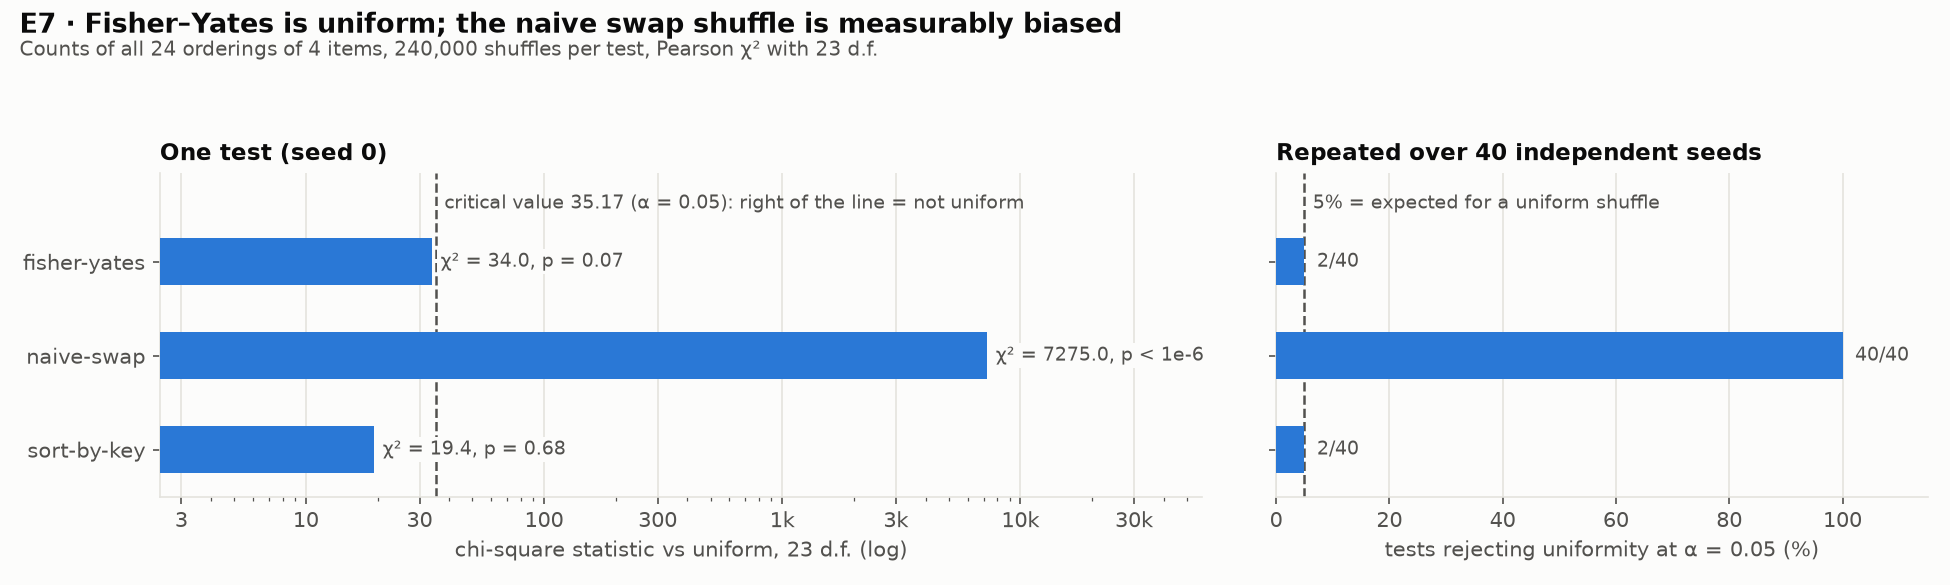 E7 · Fisher–Yates is uniform; the naive swap shuffle is measurably biased
Counts of all 24 orderings of 4 items, 240,000 shuffles per test, Pearson χ² with 23 d.f.
One test (seed 0)
critical value 35.17 (α = 0.05): right of the line = not uniform
fisher-yates
χ² = 34.0, p = 0.07
naive-swap
χ² = 7275.0, p < 1e-6
sort-by-key
χ² = 19.4, p = 0.68
3 10 30 100 300 1k 3k 10k 30k
chi-square statistic vs uniform, 23 d.f. (log)
Repeated over 40 independent seeds
5% = expected for a uniform shuffle
2/40
40/40
2/40
0 20 40 60 80 100
tests rejecting uniformity at α = 0.05 (%)